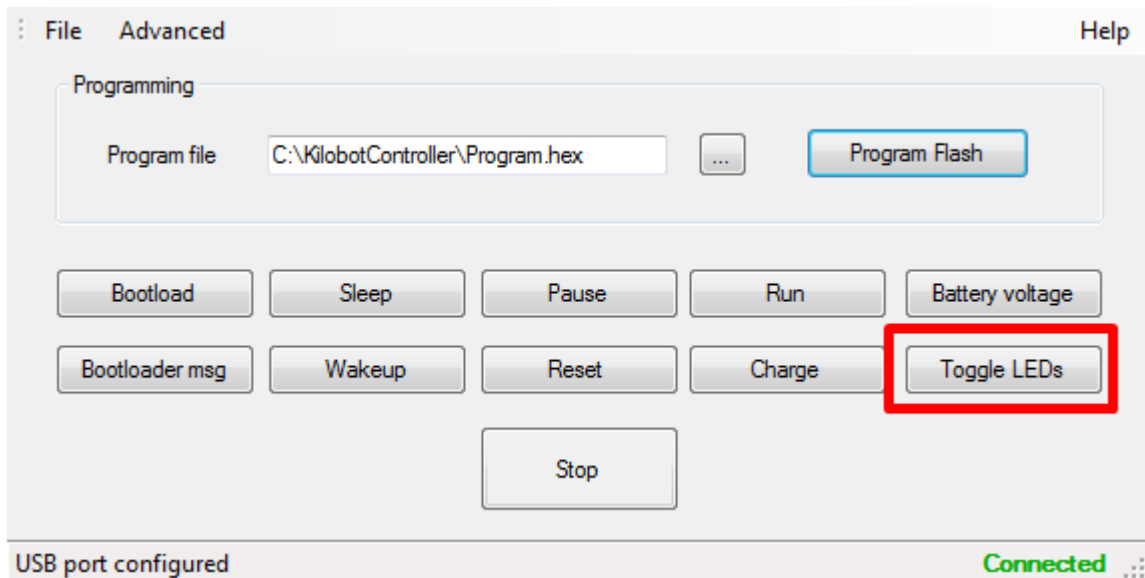 File Advanced Help
Programming
Program file C:\KilobotController\Program.hex ... Program Flash
Bootload Sleep Pause Run Battery voltage
Bootloader msg Wakeup Reset Charge Toggle LEDs
Stop
USB port configured Connected